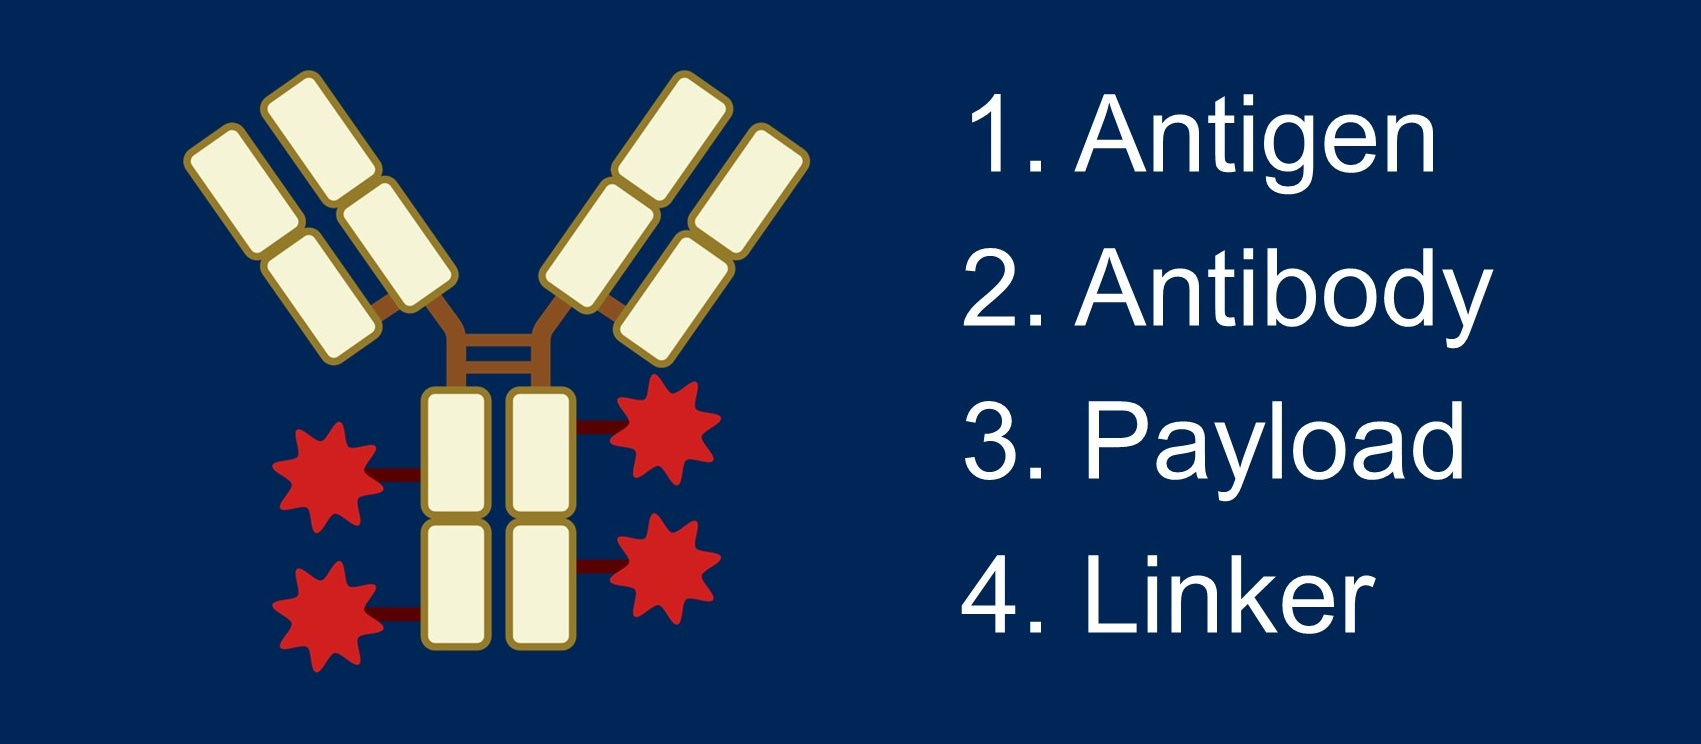 1. Antigen
2. Antibody
3. Payload
4. Linker